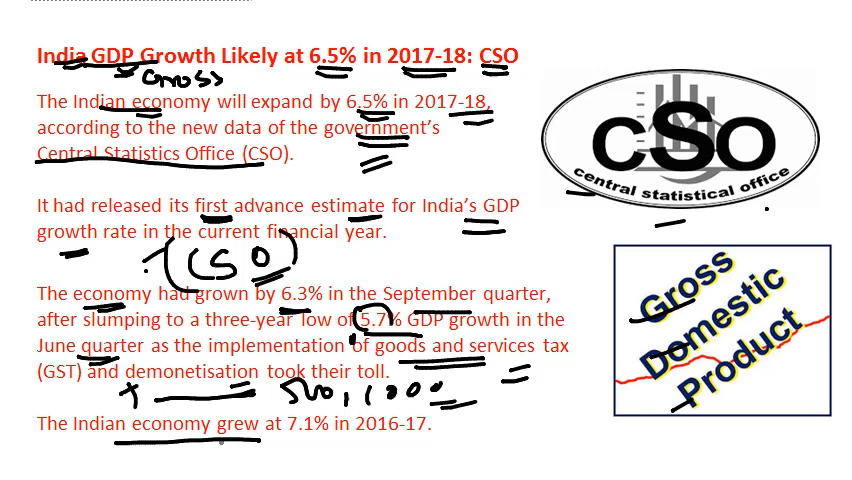 India GDP Growth Likely at 6.5% in 2017-18: CSO
Gross
The Indian economy will expand by 6.5% in 2017-18,
according to the new data of the government's
Central Statistics Office (CSO).
CSO
central statistical office
It had released its first advance estimate for India's GDP
growth rate in the current financial year.
(CSO)
Gross
Domestic
Product
The economy had grown by 6.3% in the September quarter,
after slumping to a three-year low of 5.7% GDP growth in the
June quarter as the implementation of goods and services tax
(GST) and demonetisation took their toll.
500, 1000
The Indian economy grew at 7.1% in 2016-17.